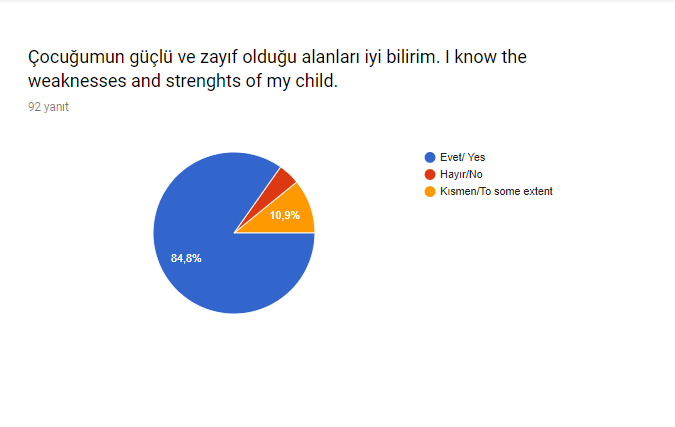 Çocuğumun güçlü ve zayıf olduğu alanları iyi bilirim. I know the
weaknesses and strenghts of my child.
92 yanıt
Evet/ Yes
Hayır/No
Kısmen/To some extent
10,9%
84,8%